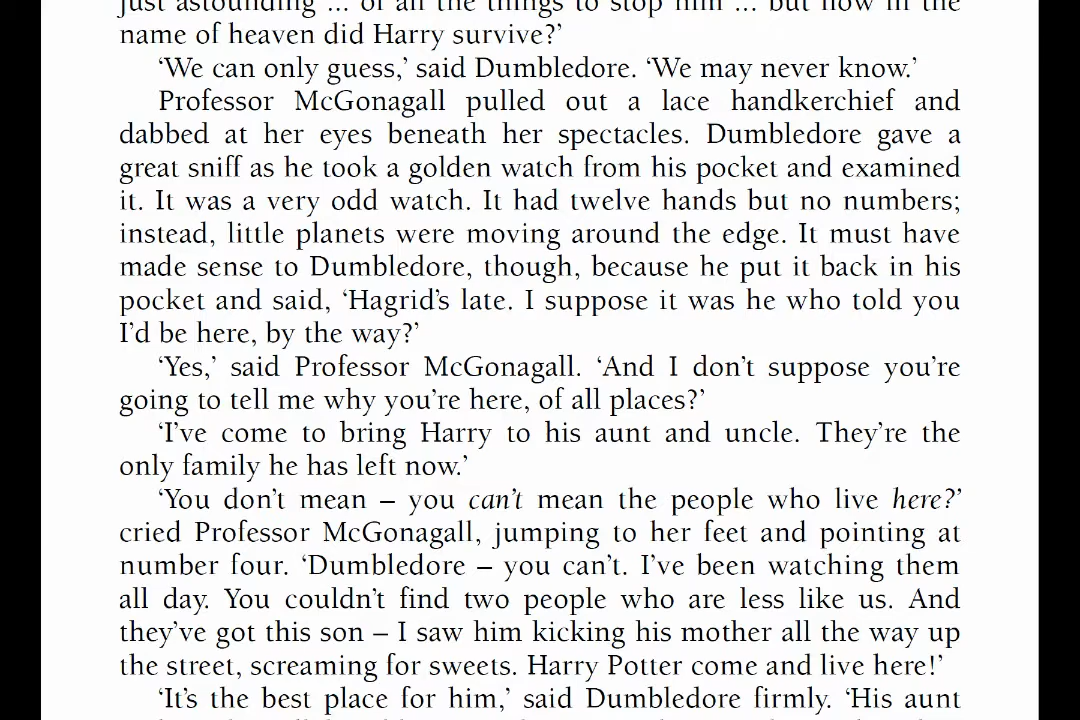 just astounding ... of all the things to stop him ... but how in the
name of heaven did Harry survive?’
‘We can only guess,’ said Dumbledore. ‘We may never know.’
Professor McGonagall pulled out a lace handkerchief and
dabbed at her eyes beneath her spectacles. Dumbledore gave a
great sniff as he took a golden watch from his pocket and examined
it. It was a very odd watch. It had twelve hands but no numbers;
instead, little planets were moving around the edge. It must have
made sense to Dumbledore, though, because he put it back in his
pocket and said, ‘Hagrid’s late. I suppose it was he who told you
I’d be here, by the way?’
‘Yes,’ said Professor McGonagall. ‘And I don’t suppose you’re
going to tell me why you’re here, of all places?’
‘I’ve come to bring Harry to his aunt and uncle. They’re the
only family he has left now.’
‘You don’t mean – you can’t mean the people who live here?’
cried Professor McGonagall, jumping to her feet and pointing at
number four. ‘Dumbledore – you can’t. I’ve been watching them
all day. You couldn’t find two people who are less like us. And
they’ve got this son – I saw him kicking his mother all the way up
the street, screaming for sweets. Harry Potter come and live here!’
‘It’s the best place for him,’ said Dumbledore firmly. ‘His aunt